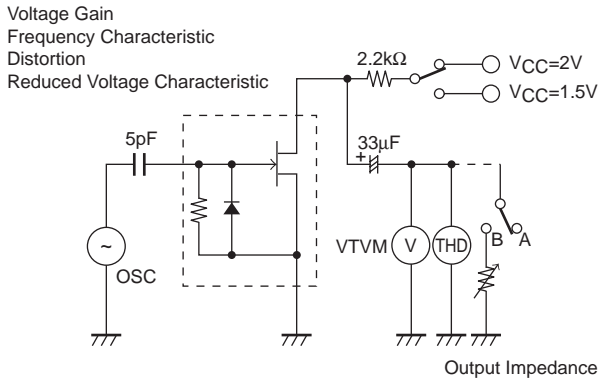 Voltage Gain
Frequency Characteristic
Distortion
Reduced Voltage Characteristic
2.2kΩ
VCC=2V
VCC=1.5V
5pF
33μF
+
VTVM
V
THD
B
A
~
OSC
Output Impedance